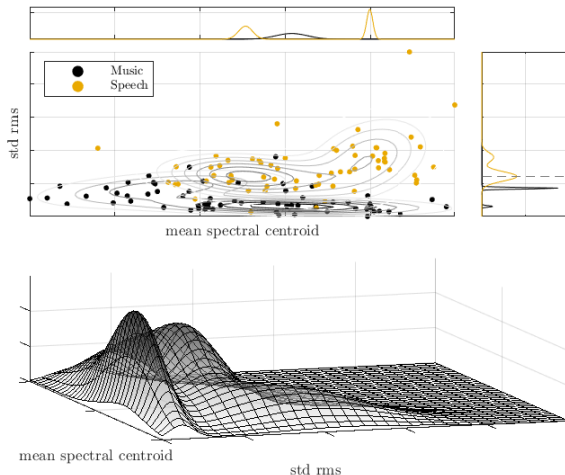 Music
Speech
std rms
mean spectral centroid
mean spectral centroid
std rms